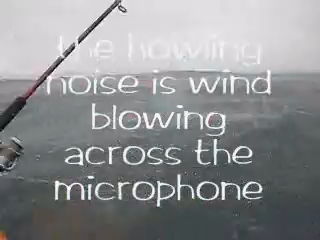 the howling
noise is wind
blowing
across the
microphone